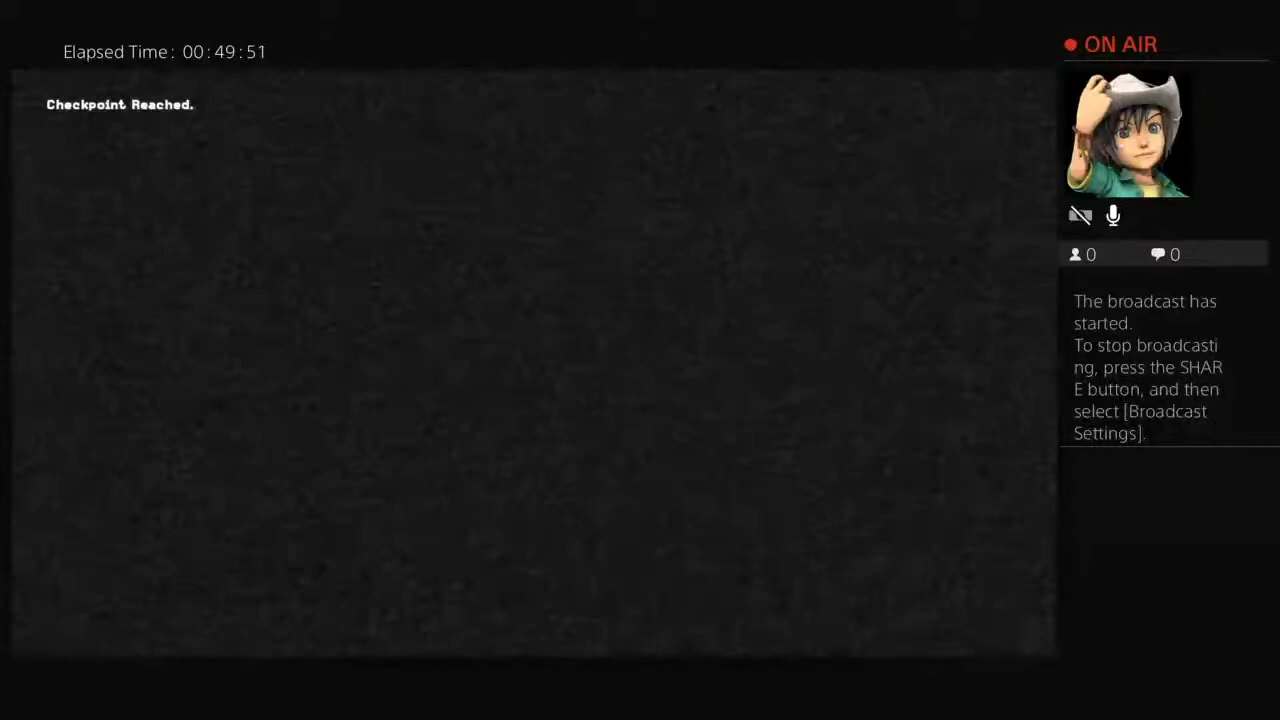 Elapsed Time: 00:49:51
ON AIR
Checkpoint Reached.
0 0
The broadcast has
started.
To stop broadcasti
ng, press the SHAR
E button, and then
select [Broadcast
Settings].